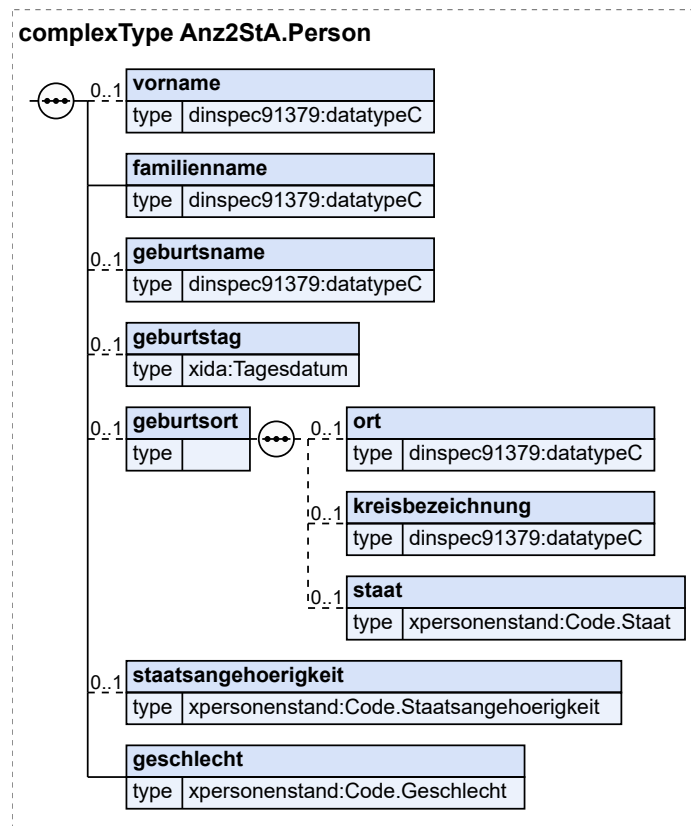 complexType Anz2StA.Person
0..1 vorname
type dinspec91379:datatypeC
familienname
type dinspec91379:datatypeC
0..1 geburtsname
type dinspec91379:datatypeC
0..1 geburtstag
type xida:Tagesdatum
0..1 geburtsort 0..1 ort
type type dinspec91379:datatypeC
0..1 kreisbezeichnung
type dinspec91379:datatypeC
0..1 staat
type xpersonenstand:Code.Staat
0..1 staatsangehoerigkeit
type xpersonenstand:Code.Staatsangehoerigkeit
geschlecht
type xpersonenstand:Code.Geschlecht